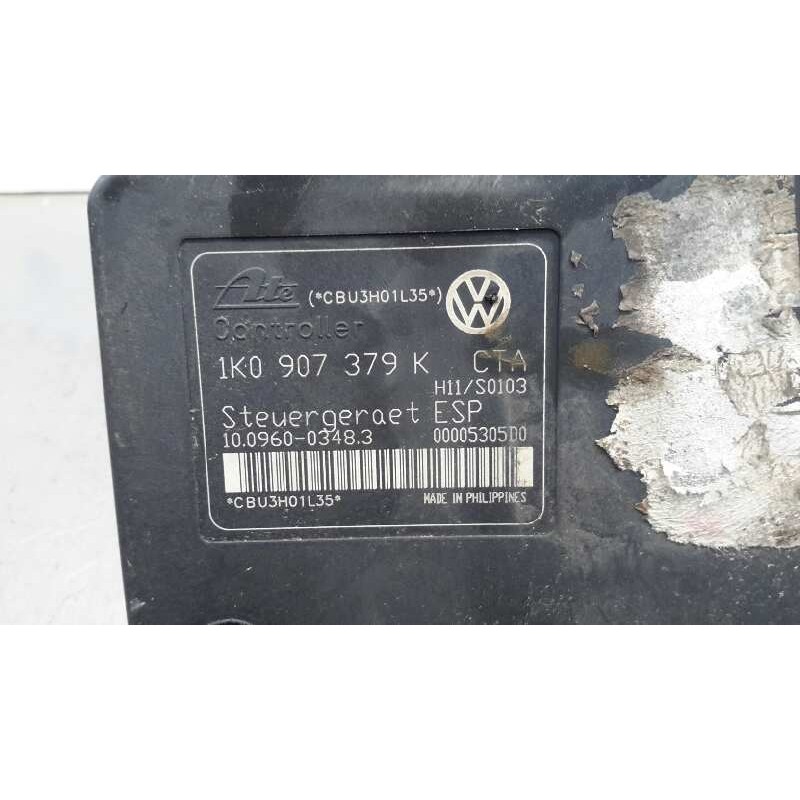 Ate (*CBU3H01L35*)
Controller
1K0 907 379 K CTA
H11/S0103
Steuergeraet ESP
10.0960-0348.3 00005305D0
*CBU3H01L35* MADE IN PHILIPPINES